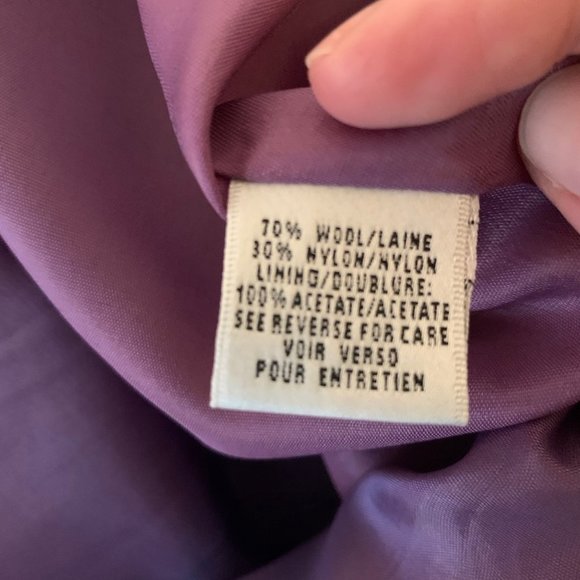 70% WOOL/LAINE
30% NYLON/NYLON
LINING/DOUBLURE:
100% ACETATE/ACETATE
SEE REVERSE FOR CARE
VOIR VERSO
POUR ENTRETIEN